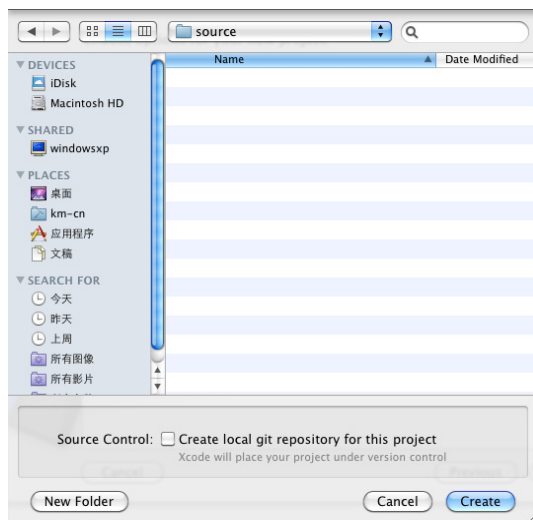 source
Name
Date Modified
DEVICES
iDisk
Macintosh HD
SHARED
windowsxp
PLACES
桌面
km-cn
应用程序
文稿
SEARCH FOR
今天
昨天
上周
所有图像
所有影片
Source Control:
Create local git repository for this project
Xcode will place your project under version control
Cancel
Previous
New Folder
Cancel
Create